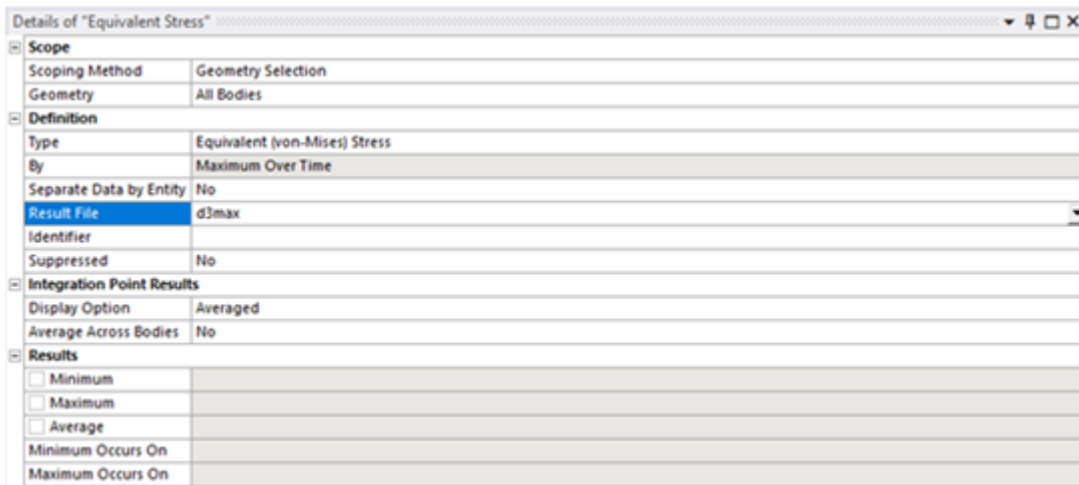 Details of "Equivalent Stress"
Scope
Scoping Method Geometry Selection
Geometry All Bodies
Definition
Type Equivalent (von-Mises) Stress
By Maximum Over Time
Separate Data by Entity No
Result File d3max
Identifier
Suppressed No
Integration Point Results
Display Option Averaged
Average Across Bodies No
Results
Minimum
Maximum
Average
Minimum Occurs On
Maximum Occurs On